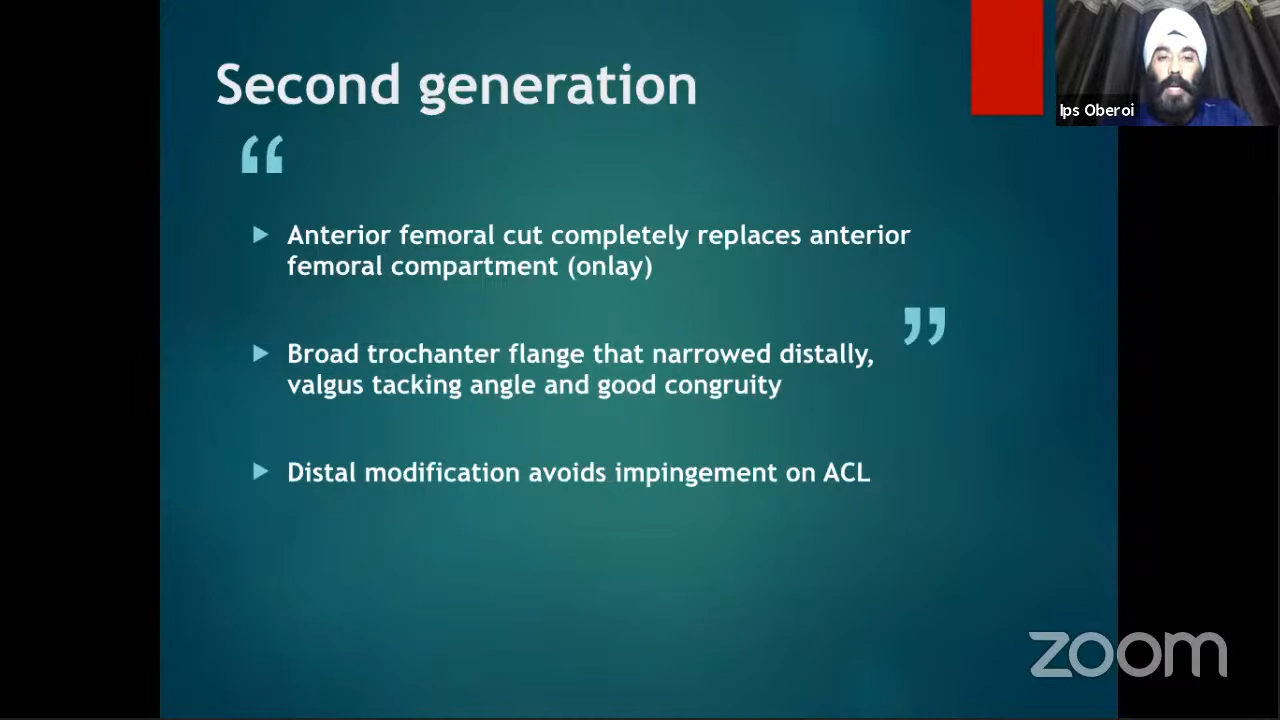 Second generation
Ips Oberoi
“
Anterior femoral cut completely replaces anterior
femoral compartment (onlay)
”
Broad trochanter flange that narrowed distally,
valgus tacking angle and good congruity
Distal modification avoids impingement on ACL
zoom